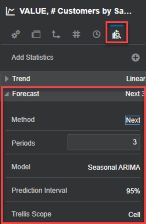 VALUE, # Customers by Sa...
Add Statistics
Trend Linear
Forecast Next 3
Method Next
Periods 3
Model Seasonal ARIMA
Prediction Interval 95%
Trellis Scope Cell